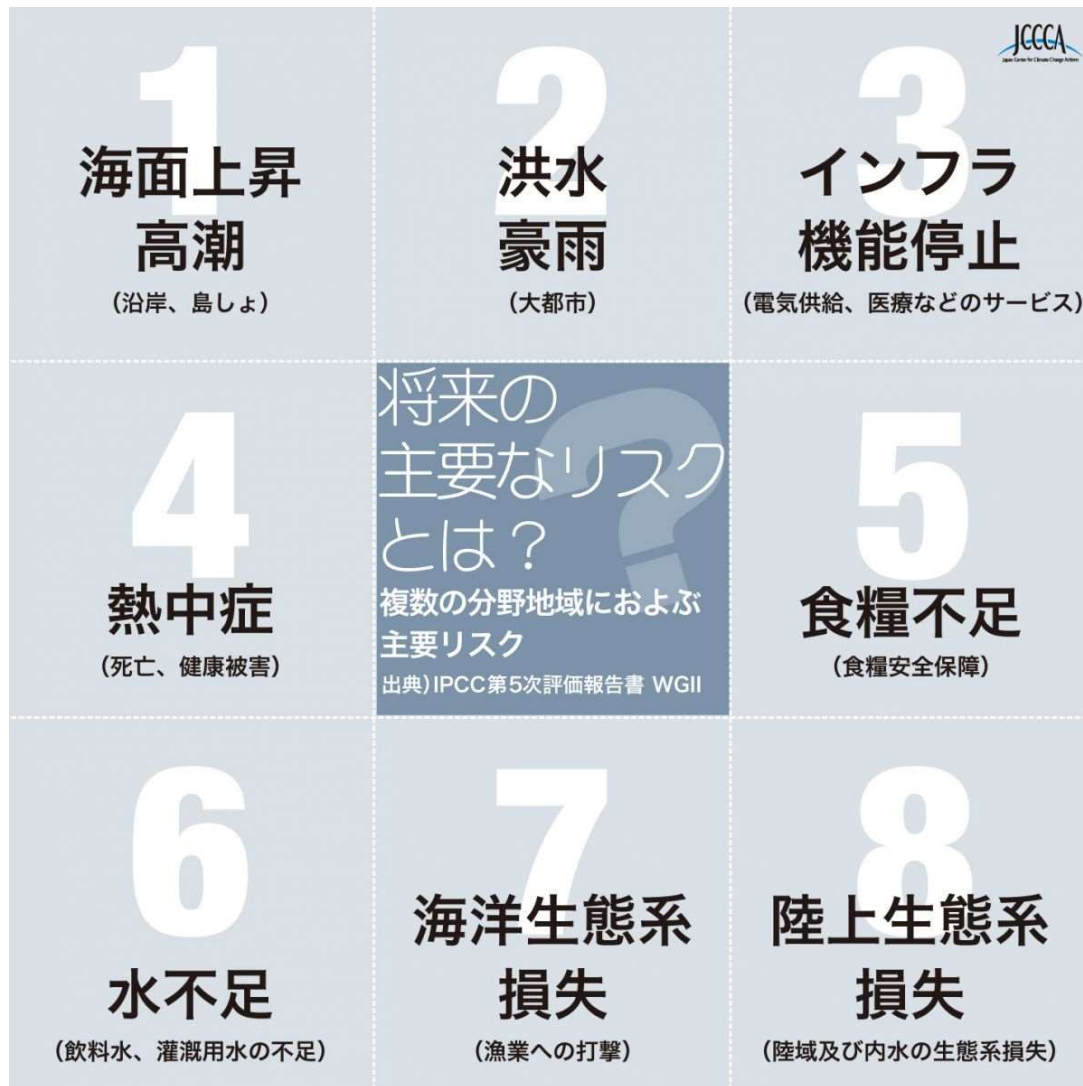 JCCCA
Japan Center for Climate Change Actions
1
海面上昇
高潮
(沿岸、島しょ)
2
洪水
豪雨
(大都市)
3
インフラ
機能停止
(電気供給、医療などのサービス)
4
熱中症
(死亡、健康被害)
将来の
主要なリスク
とは?
?
複数の分野地域におよぶ
主要リスク
出典)IPCC第5次評価報告書 WGII
5
食糧不足
(食糧安全保障)
6
水不足
(飲料水、灌漑用水の不足)
7
海洋生態系
損失
(漁業への打撃)
8
陸上生態系
損失
(陸域及び内水の生態系損失)